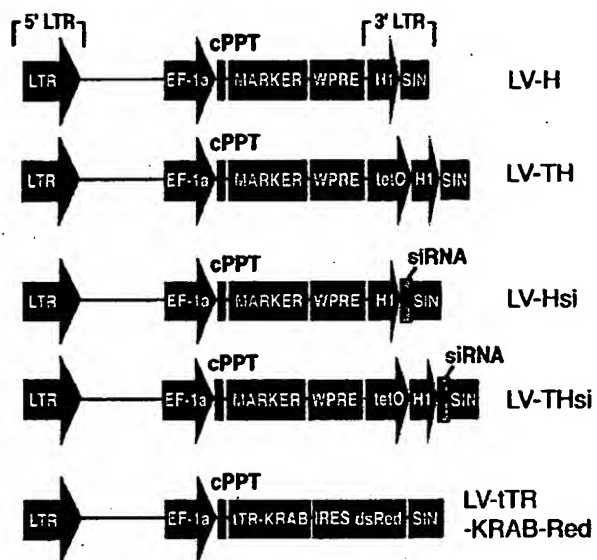 5' LTR 3' LTR
cPPT
LTR EF-1a MARKER WPRE H1 SIN LV-H
LTR EF-1a MARKER WPRE tetO H1 SIN LV-TH
cPPT siRNA
LTR EF-1a MARKER WPRE H1 SIN LV-Hsi
siRNA
cPPT
LTR EF-1a MARKER WPRE tetO H1 SIN LV-THsi
cPPT
LTR EF-1a tTR-KRAB IRES dsRed SIN LV-tTR
-KRAB-Red